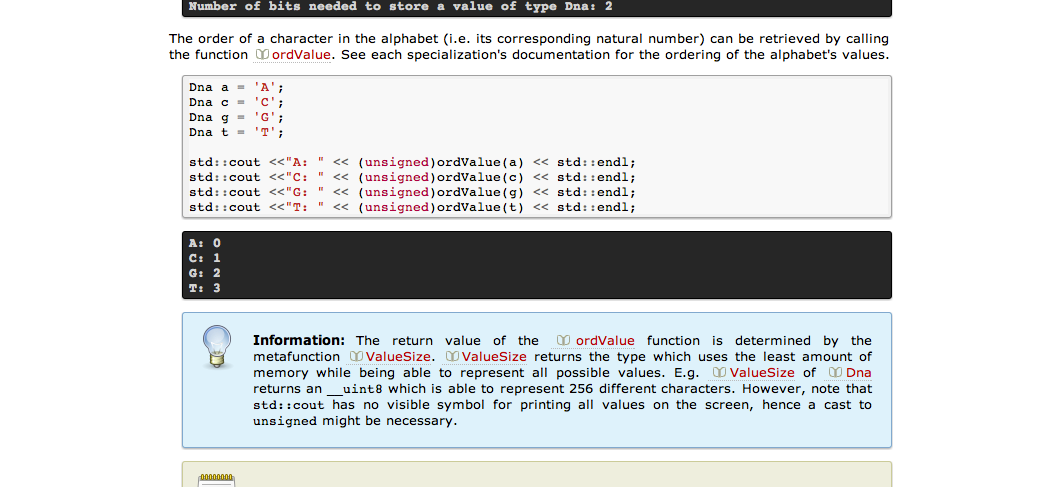 Number of bits needed to store a value of type Dna: 2
The order of a character in the alphabet (i.e. its corresponding natural number) can be retrieved by calling
the function ordValue. See each specialization's documentation for the ordering of the alphabet's values.
Dna a = 'A';
Dna c = 'C';
Dna g = 'G';
Dna t = 'T';
std::cout <<"A: " << (unsigned)ordValue(a) << std::endl;
std::cout <<"C: " << (unsigned)ordValue(c) << std::endl;
std::cout <<"G: " << (unsigned)ordValue(g) << std::endl;
std::cout <<"T: " << (unsigned)ordValue(t) << std::endl;
A: 0
C: 1
G: 2
T: 3
Information: The return value of the ordValue function is determined by the
metafunction ValueSize. ValueSize returns the type which uses the least amount of
memory while being able to represent all possible values. E.g. ValueSize of Dna
returns an __uint8 which is able to represent 256 different characters. However, note that
std::cout has no visible symbol for printing all values on the screen, hence a cast to
unsigned might be necessary.